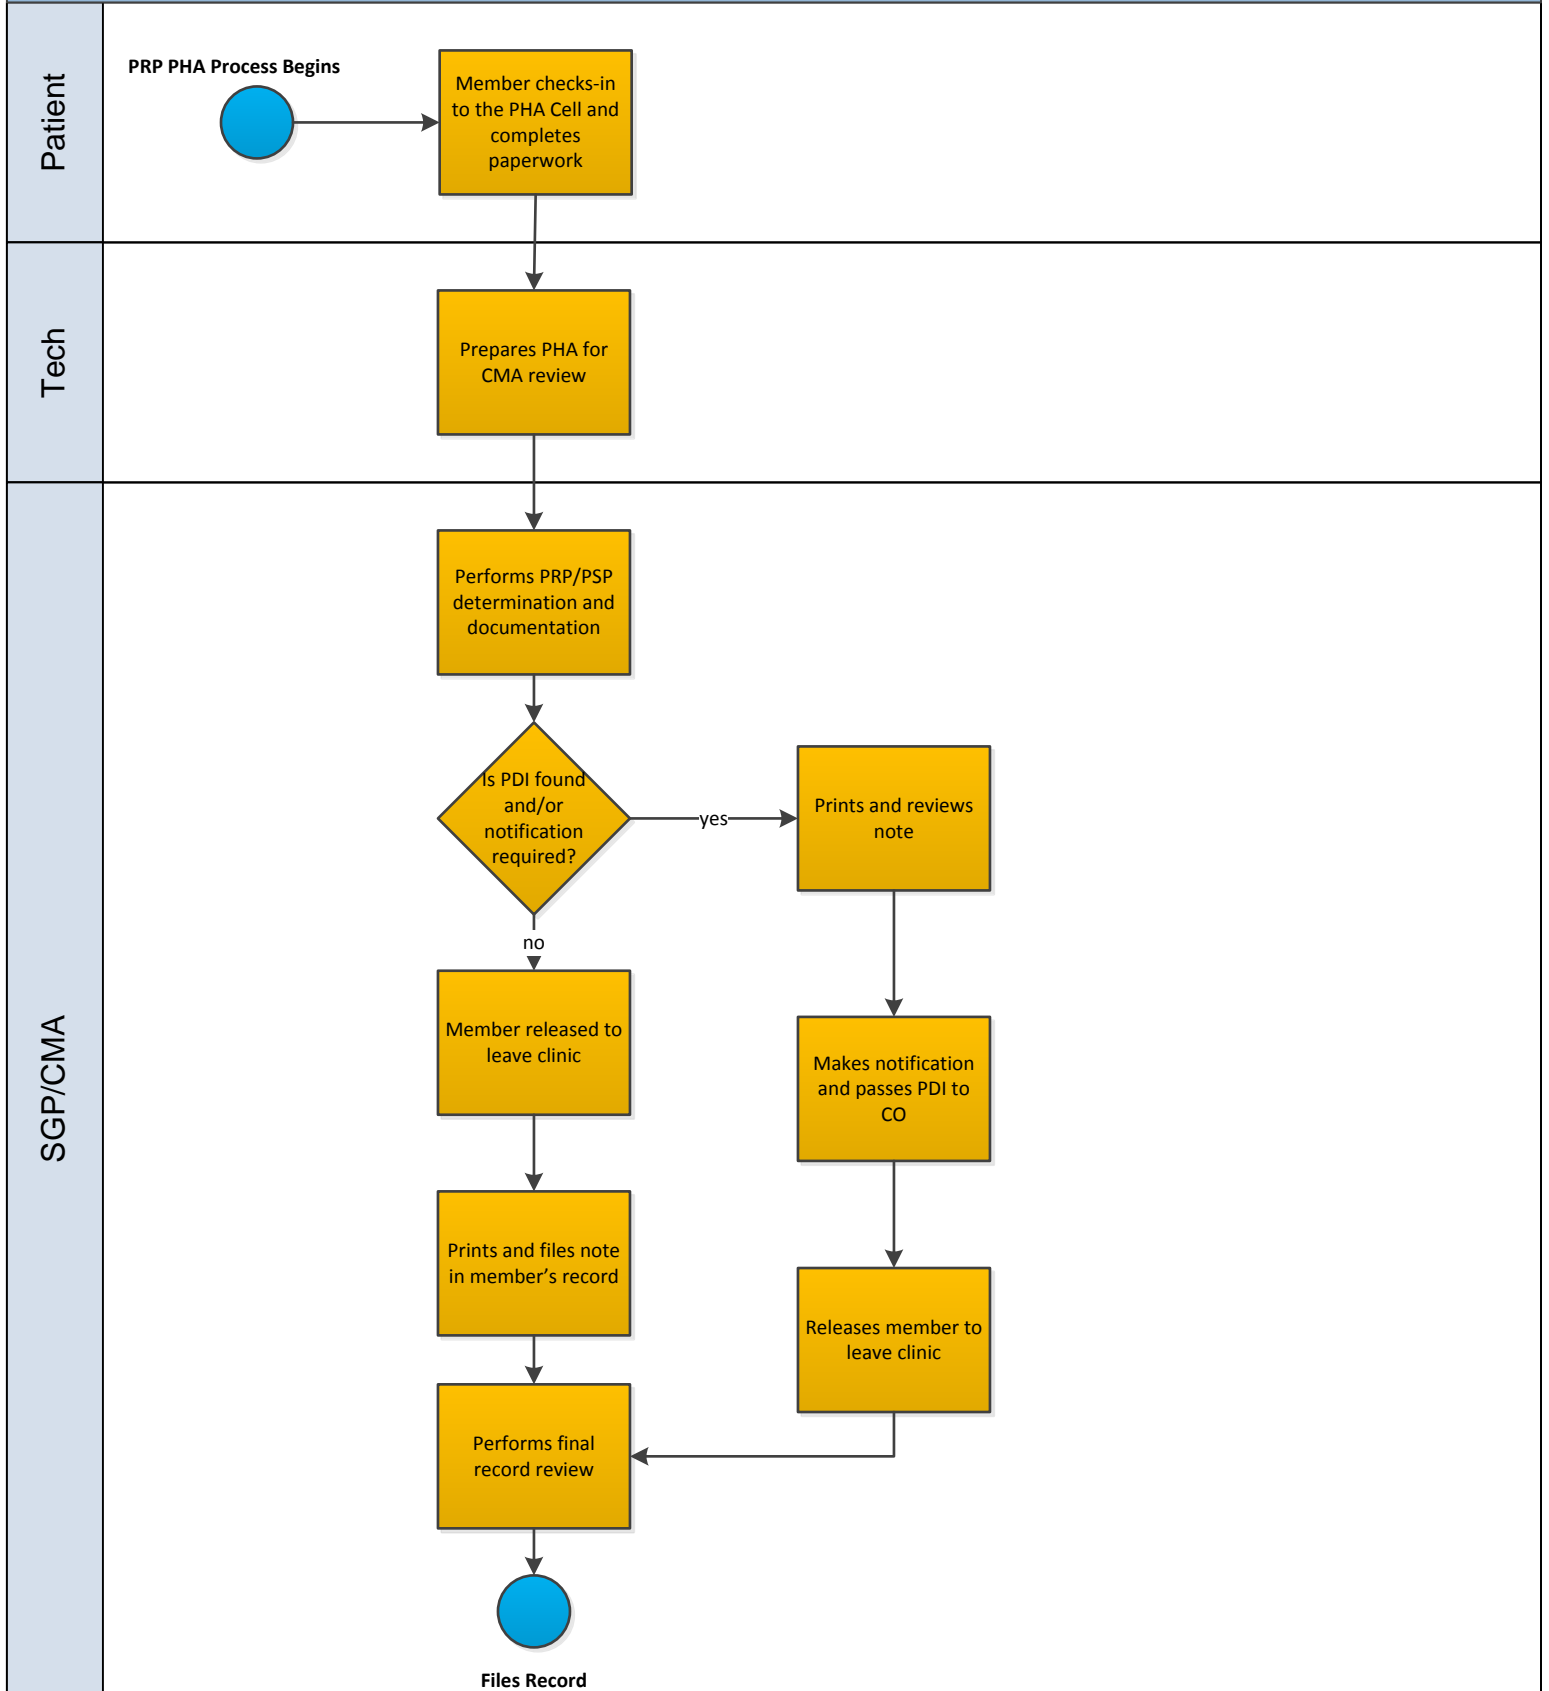 Patient
PRP PHA Process Begins
Member checks-in
to the PHA Cell and
completes
paperwork
Tech
Prepares PHA for
CMA review
SGP/CMA
Performs PRP/PSP
determination and
documentation
Is PDI found
and/or
notification
required?
yes
Prints and reviews
note
no
Member released to
leave clinic
Makes notification
and passes PDI to
CO
Prints and files note
in member’s record
Releases member to
leave clinic
Performs final
record review
Files Record